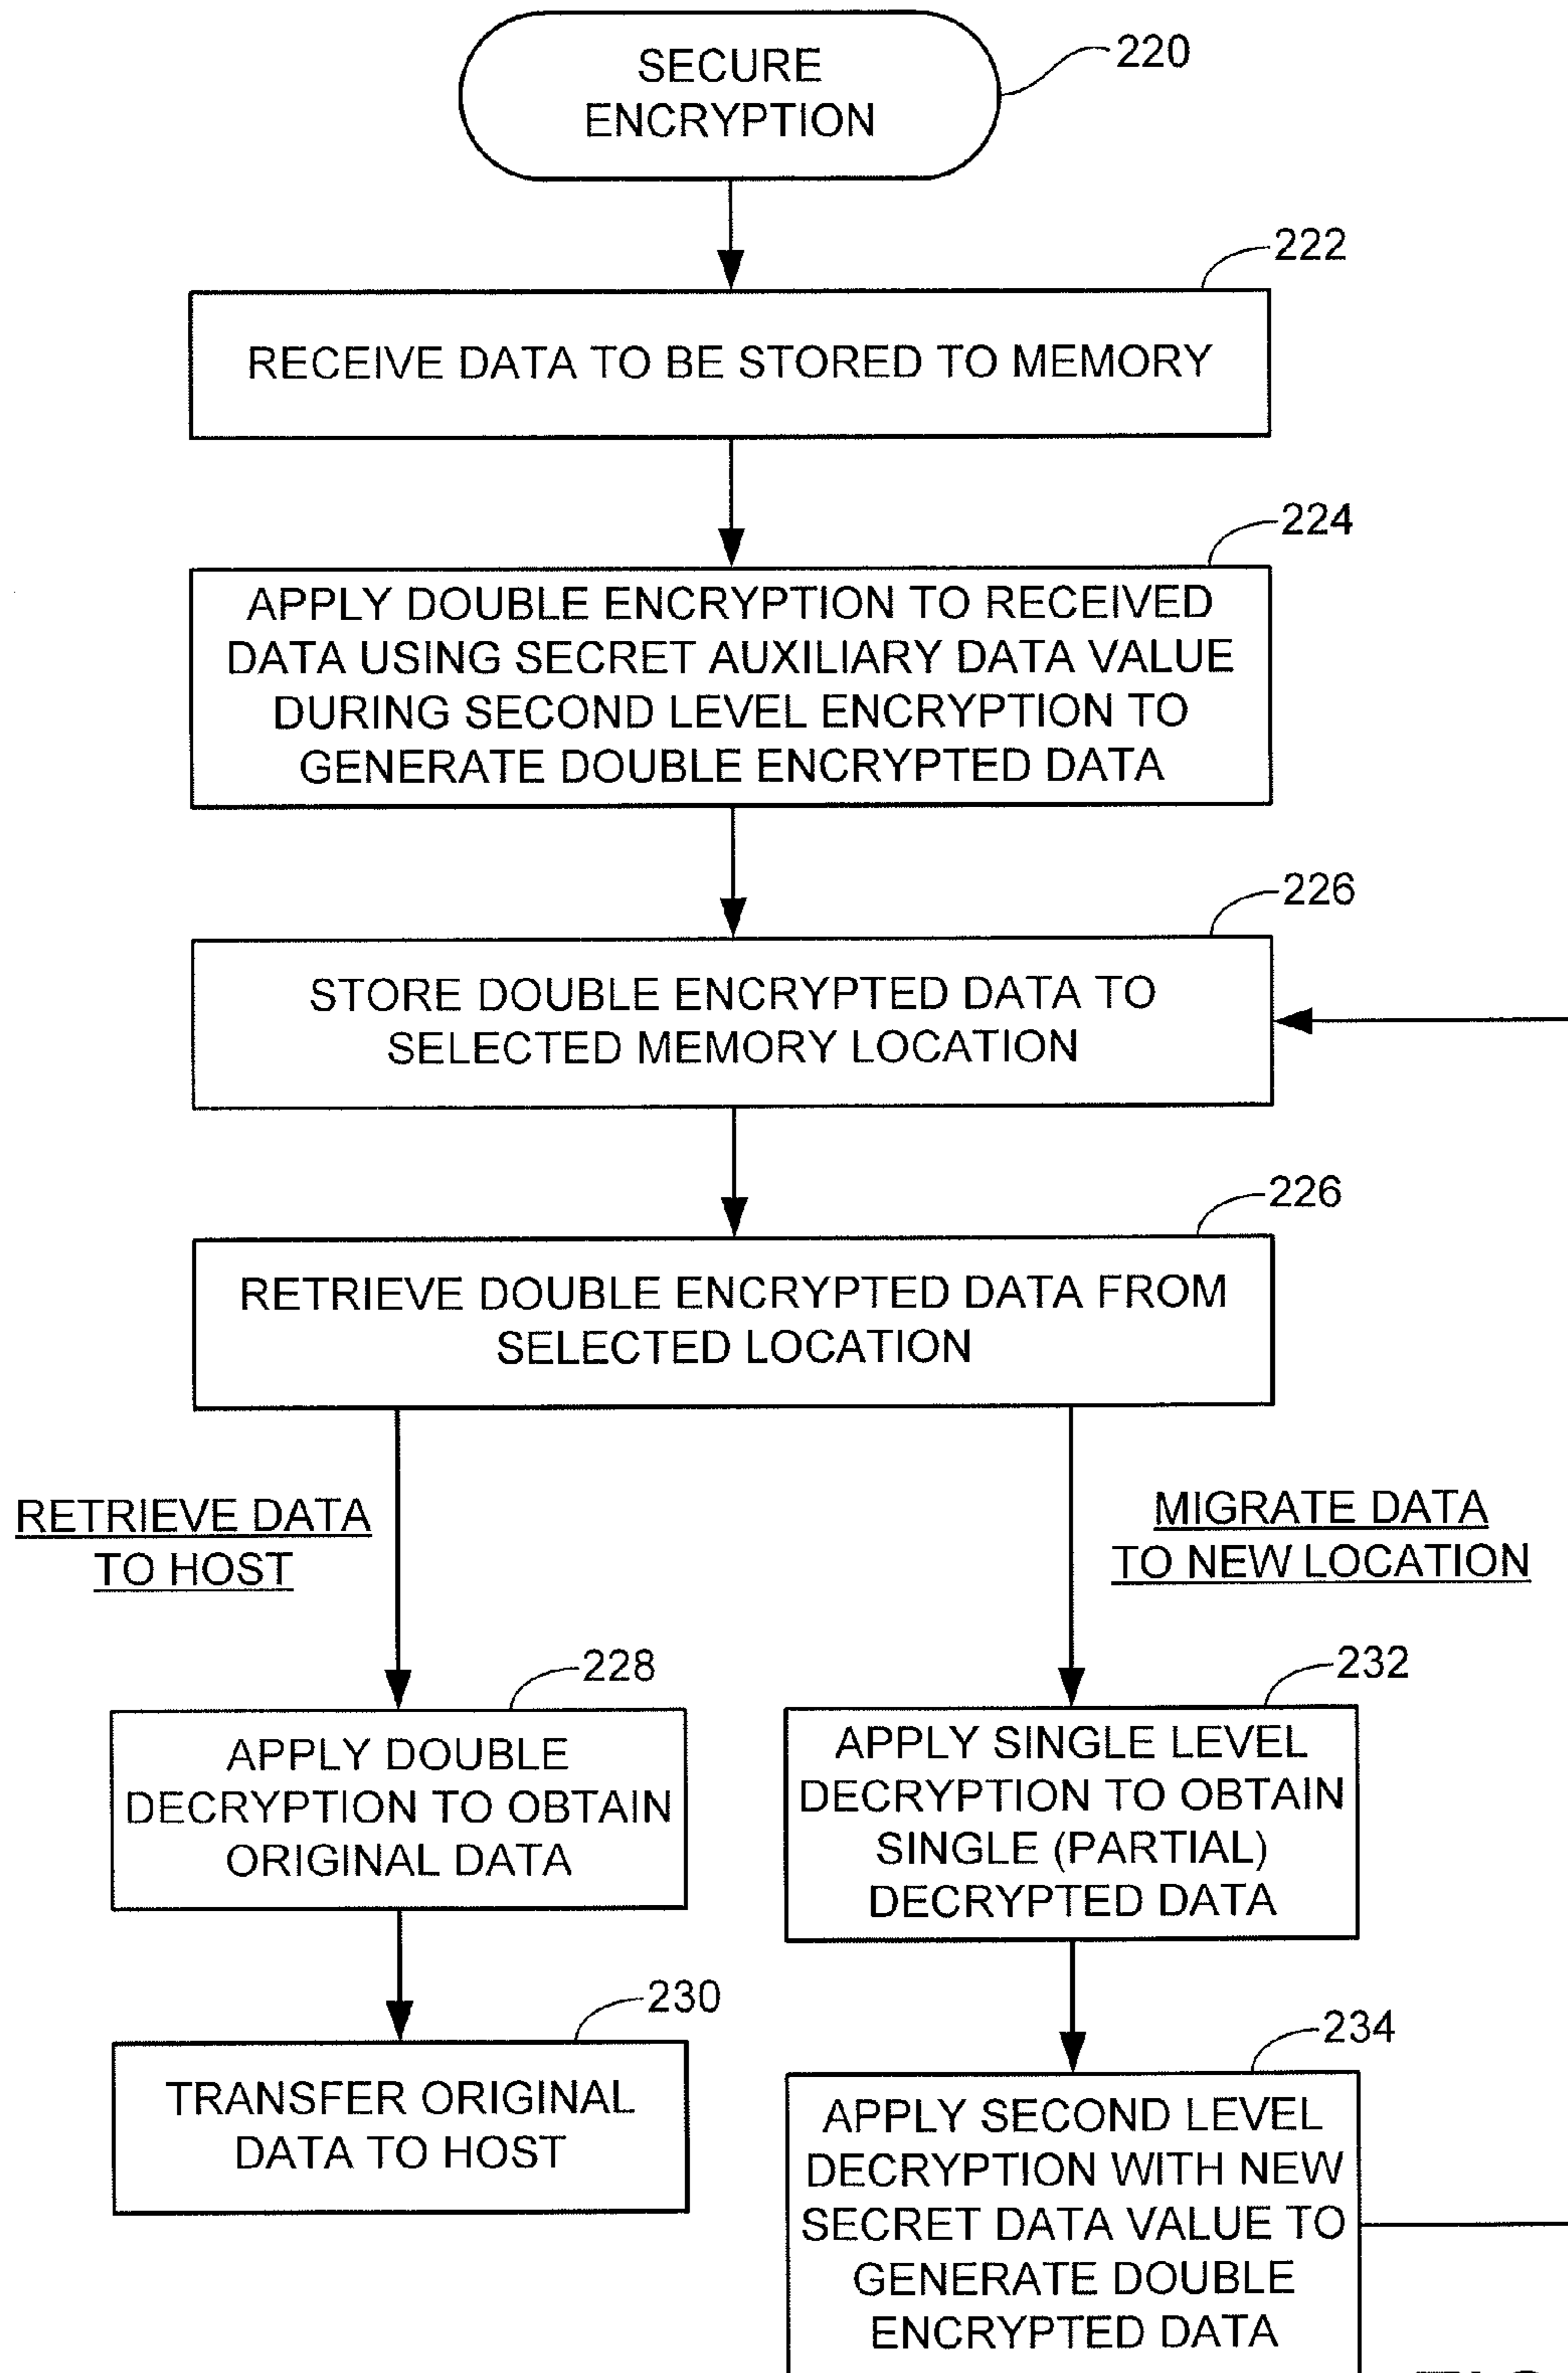 SECURE
ENCRYPTION
220
222
RECEIVE DATA TO BE STORED TO MEMORY
224
APPLY DOUBLE ENCRYPTION TO RECEIVED
DATA USING SECRET AUXILIARY DATA VALUE
DURING SECOND LEVEL ENCRYPTION TO
GENERATE DOUBLE ENCRYPTED DATA
226
STORE DOUBLE ENCRYPTED DATA TO
SELECTED MEMORY LOCATION
226
RETRIEVE DOUBLE ENCRYPTED DATA FROM
SELECTED LOCATION
RETRIEVE DATA
TO HOST
MIGRATE DATA
TO NEW LOCATION
228
APPLY DOUBLE
DECRYPTION TO OBTAIN
ORIGINAL DATA
232
APPLY SINGLE LEVEL
DECRYPTION TO OBTAIN
SINGLE (PARTIAL)
DECRYPTED DATA
230
TRANSFER ORIGINAL
DATA TO HOST
234
APPLY SECOND LEVEL
DECRYPTION WITH NEW
SECRET DATA VALUE TO
GENERATE DOUBLE
ENCRYPTED DATA